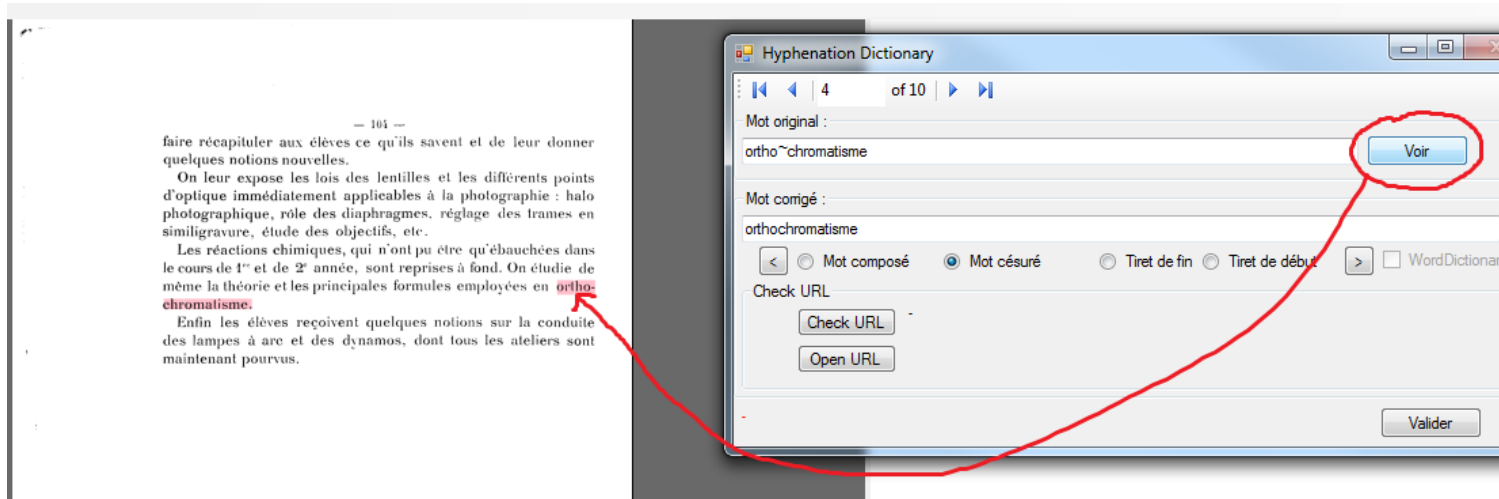 — 104 —
faire récapituler aux élèves ce qu'ils savent et de leur donner
quelques notions nouvelles.
On leur expose les lois des lentilles et les différents points
d'optique immédiatement applicables à la photographie : halo
photographique, rôle des diaphragmes, réglage des trames en
similigravure, étude des objectifs, etc.
Les réactions chimiques, qui n'ont pu être qu'ébauchées dans
le cours de 1re et de 2e année, sont reprises à fond. On étudie de
même la théorie et les principales formules employées en ortho-
chromatisme.
Enfin les élèves reçoivent quelques notions sur la conduite
des lampes à arc et des dynamos, dont tous les ateliers sont
maintenant pourvus.
Hyphenation Dictionary
4 of 10
Mot original :
ortho~chromatisme Voir
Mot corrigé :
orthochromatisme
< Mot composé Mot césuré Tiret de fin Tiret de début > WordDictionar
Check URL
Check URL -
Open URL
- Valider